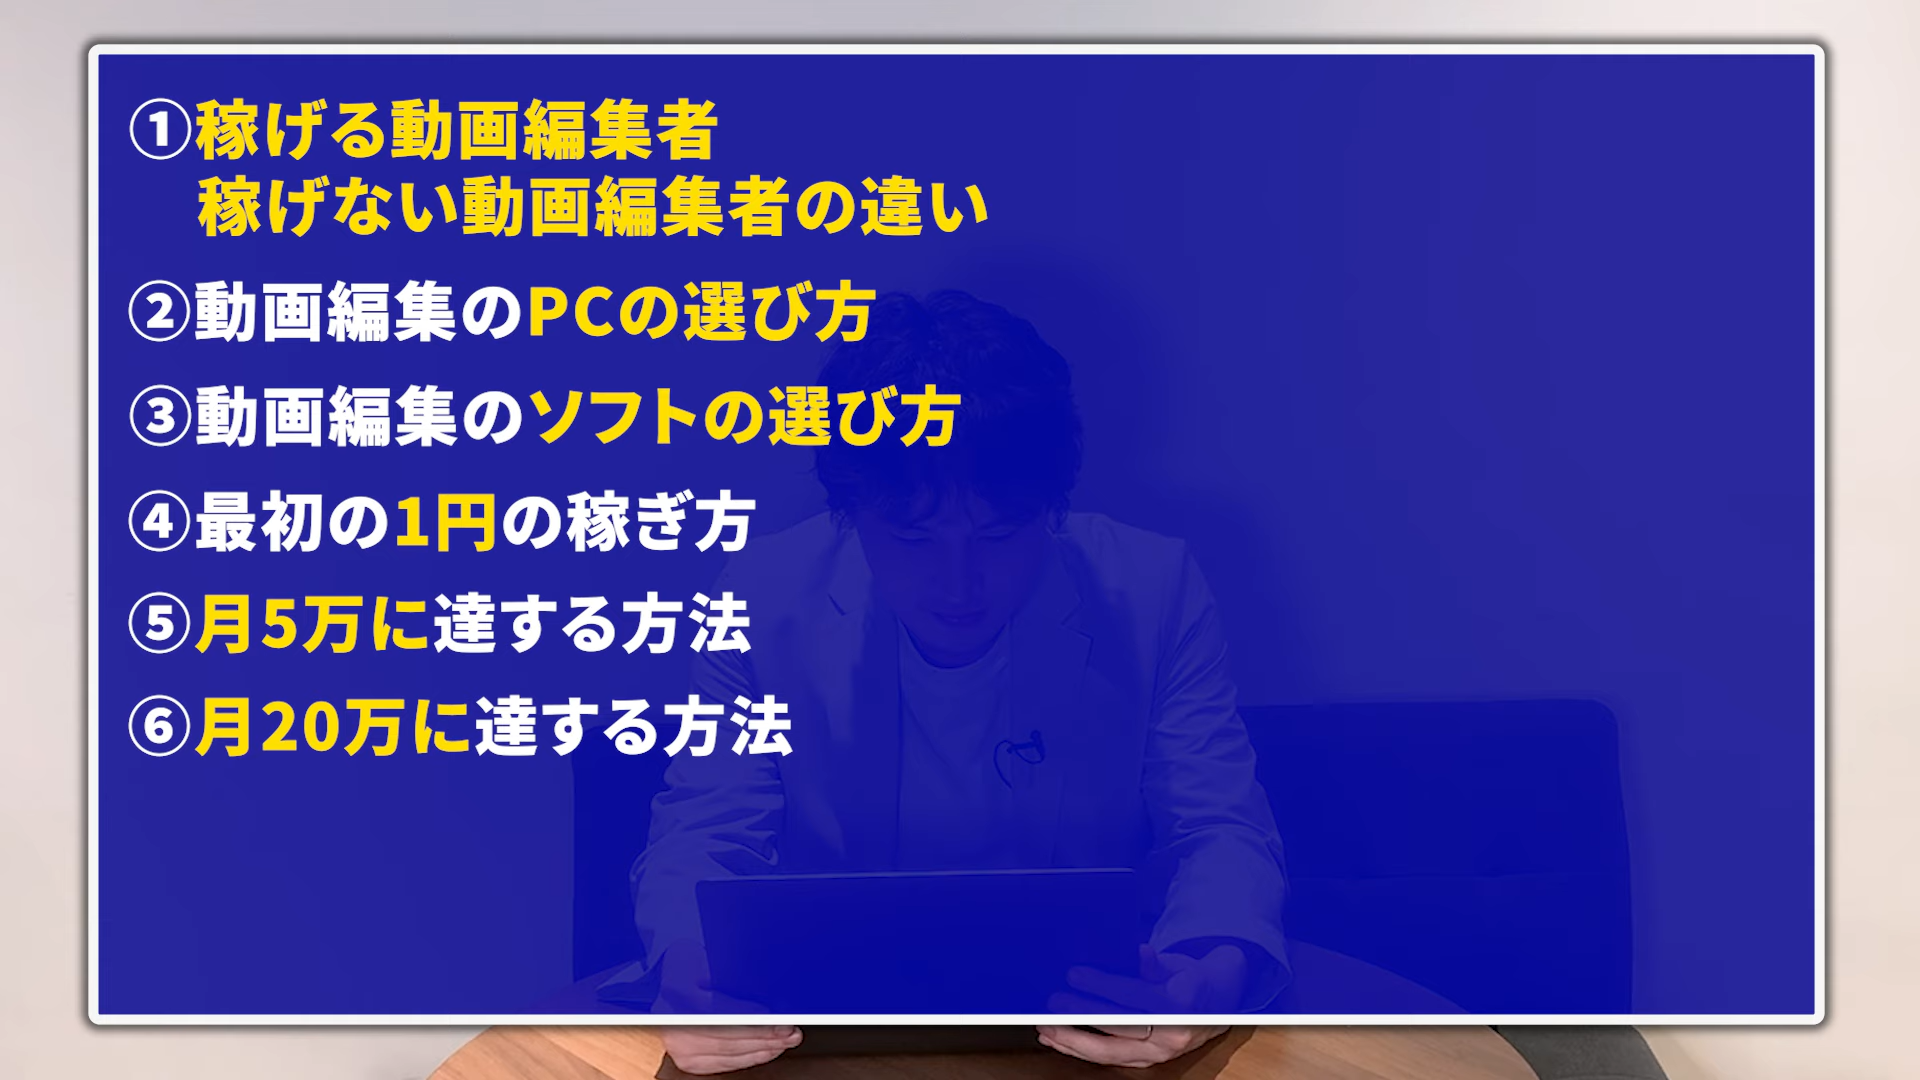 ①稼げる動画編集者
稼げない動画編集者の違い
②動画編集のPCの選び方
③動画編集のソフトの選び方
④最初の1円の稼ぎ方
⑤月5万に達する方法
⑥月20万に達する方法